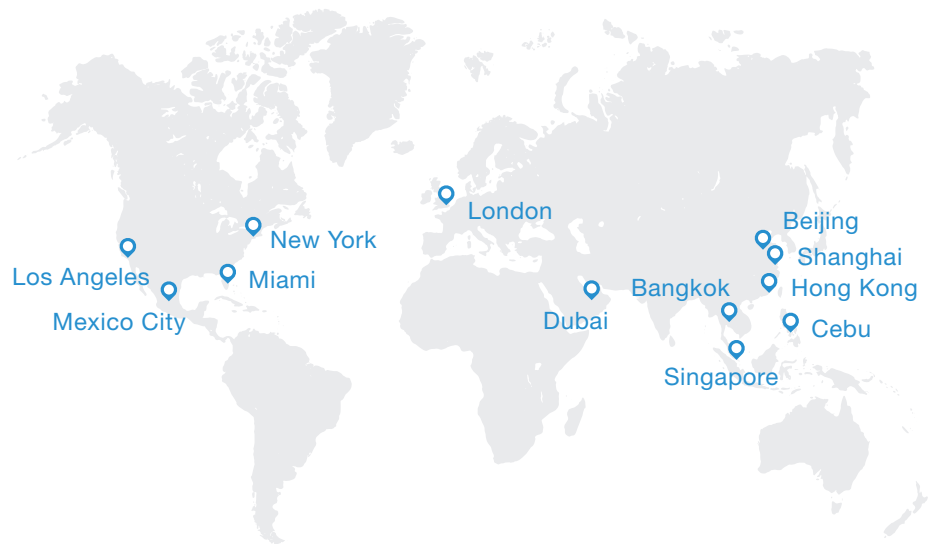 London
Beijing
New York
Shanghai
Los Angeles
Miami
Bangkok
Hong Kong
Mexico City
Dubai
Cebu
Singapore